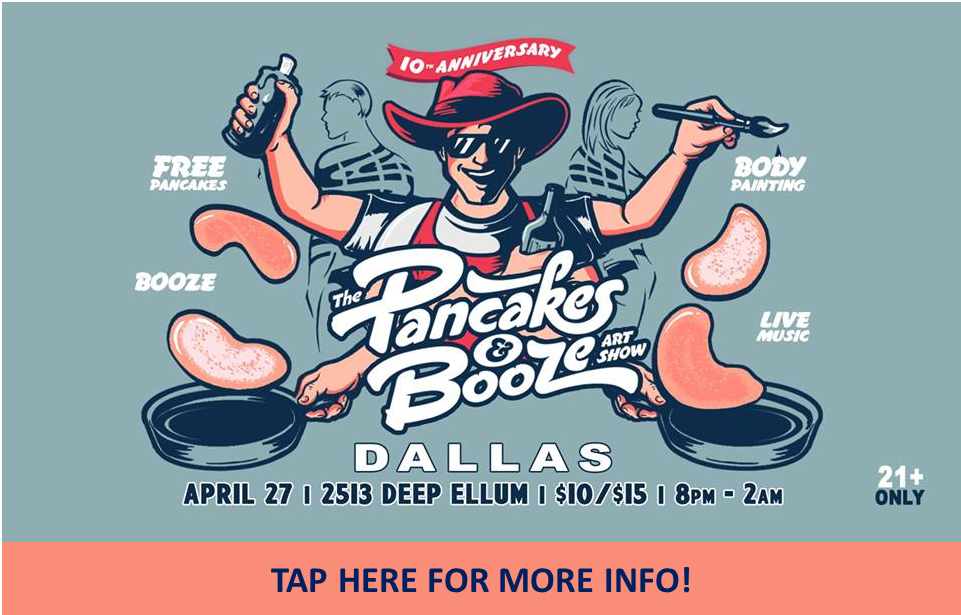 10TH ANNIVERSARY
FREE
PANCAKES
BODY
PAINTING
BOOZE
The
Pancakes
& Booze
ART
SHOW
LIVE
MUSIC
DALLAS
APRIL 27 | 2513 DEEP ELLUM | $10/$15 | 8PM - 2AM
21+
ONLY
TAP HERE FOR MORE INFO!